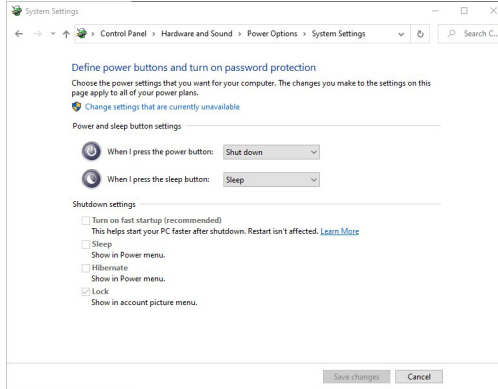 System Settings
Control Panel > Hardware and Sound > Power Options > System Settings
Search C...
Define power buttons and turn on password protection
Choose the power settings that you want for your computer. The changes you make to the settings on this
page apply to all of your power plans.
Change settings that are currently unavailable
Power and sleep button settings
When I press the power button: Shut down
When I press the sleep button: Sleep
Shutdown settings
Turn on fast startup (recommended)
This helps start your PC faster after shutdown. Restart isn't affected. Learn More
Sleep
Show in Power menu.
Hibernate
Show in Power menu.
Lock
Show in account picture menu.
Save changes Cancel